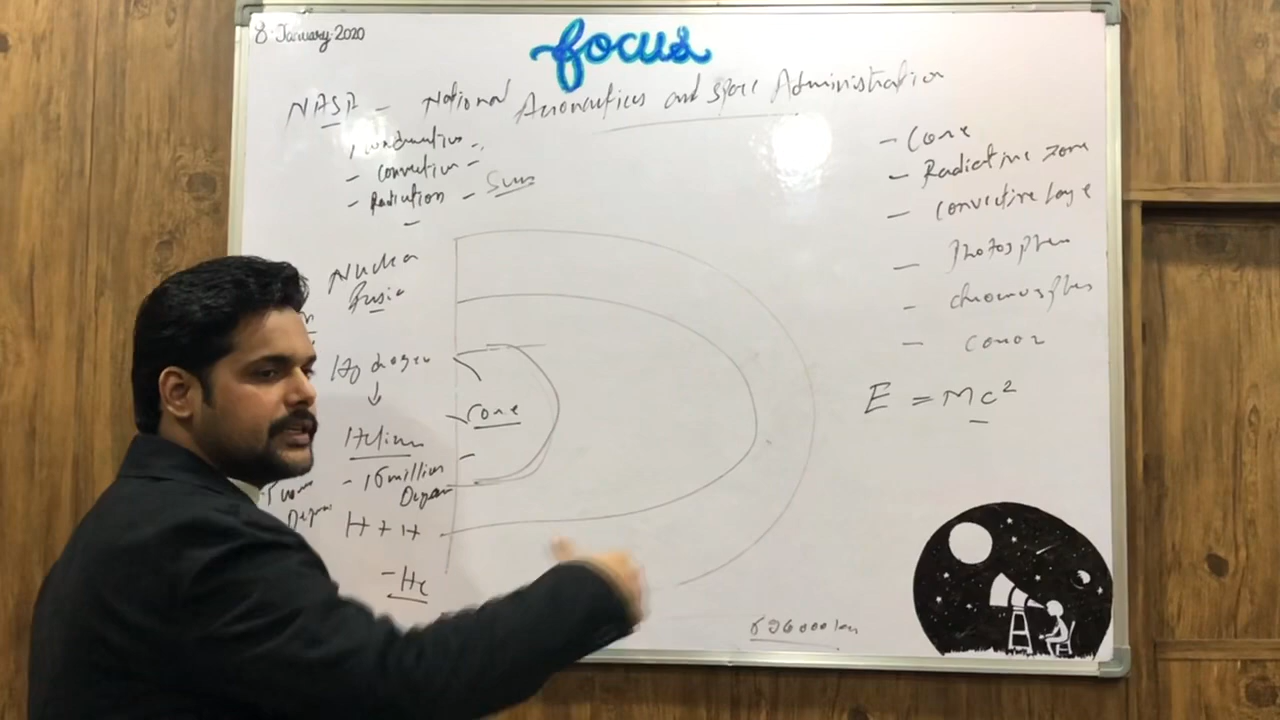 8 January 2020
focus
NASA - National Aeronautics and Space Administration
conduction -
- convection -
- Radiation - Sun
Nuclear
Fusion
Hydrogen
↓
Helium
- 15 million
Degree
H + H
- He
Core
- Core
- Radiative zone
- Convective Laye
- Photosphere
- chromosphere
- corona
E = Mc²
696000 km